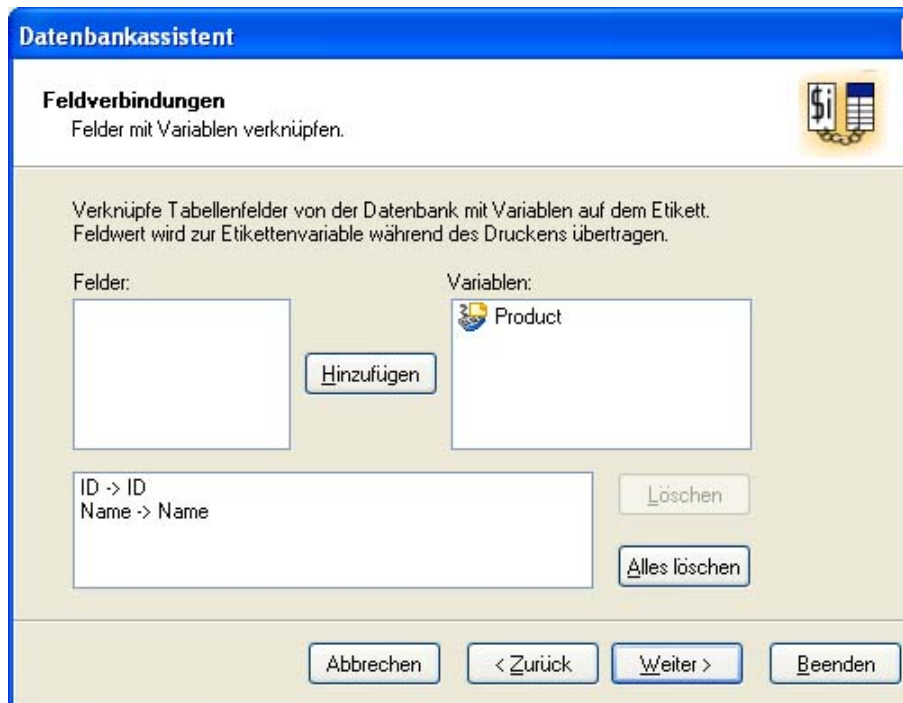 Datenbankassistent
Feldverbindungen
Felder mit Variablen verknüpfen.
$i
Verknüpfe Tabellenfelder von der Datenbank mit Variablen auf dem Etikett.
Feldwert wird zur Etikettenvariable während des Druckens übertragen.
Felder:
Variablen:
Product
Hinzufügen
ID -> ID
Name -> Name
Löschen
Alles löschen
Abbrechen
< Zurück
Weiter >
Beenden